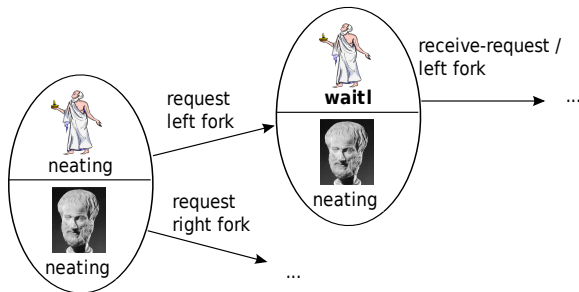 neating
neating
request
left fork
request
right fork
...
waitl
neating
receive-request /
left fork
...